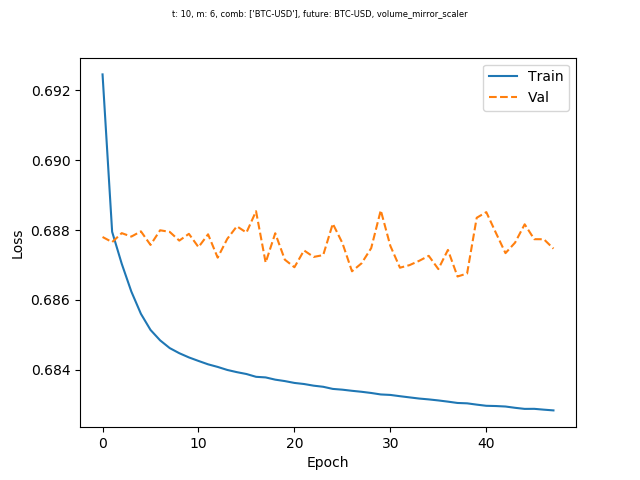 t: 10, m: 6, comb: ['BTC-USD'], future: BTC-USD, volume_mirror_scaler
Train
Val
0.692
0.690
0.688
0.686
0.684
Loss
0
10
20
30
40
Epoch